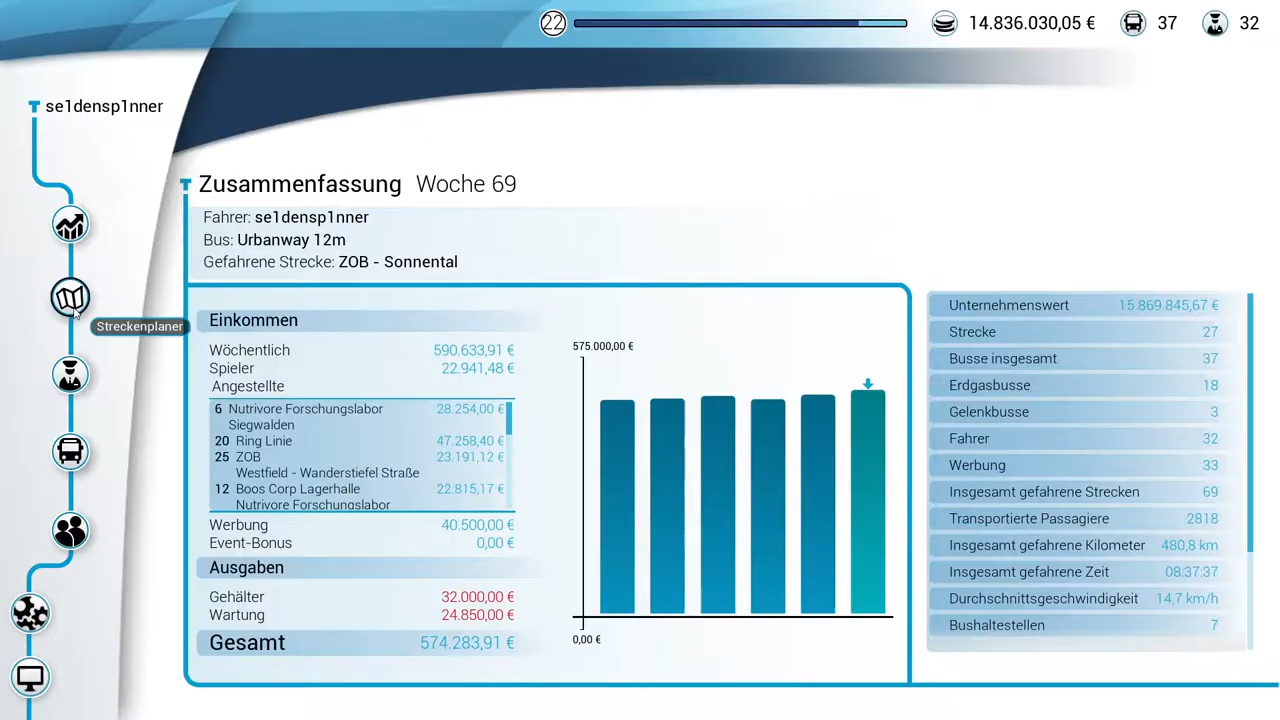 22
14.836.030,05 €
37
32
se1densp1nner
Zusammenfassung Woche 69
Fahrer: se1densp1nner
Bus: Urbanway 12m
Gefahrene Strecke: ZOB - Sonnental
Streckenplaner
Einkommen
Wöchentlich 590.633,91 €
Spieler 22.941,48 €
Angestellte
6 Nutrivore Forschungslabor 28.254,00 €
Siegwalden
20 Ring Linie 47.258,40 €
25 ZOB 23.191,12 €
Westfield - Wanderstiefel Straße
12 Boos Corp Lagerhalle 22.815,17 €
Nutrivore Forschungslabor
Werbung 40.500,00 €
Event-Bonus 0,00 €
Ausgaben
Gehälter 32.000,00 €
Wartung 24.850,00 €
Gesamt 574.283,91 €
575.000,00 €
0,00 €
Unternehmenswert 15.869.845,67 €
Strecke 27
Busse insgesamt 37
Erdgasbusse 18
Gelenkbusse 3
Fahrer 32
Werbung 33
Insgesamt gefahrene Strecken 69
Transportierte Passagiere 2818
Insgesamt gefahrene Kilometer 480,8 km
Insgesamt gefahrene Zeit 08:37:37
Durchschnittsgeschwindigkeit 14,7 km/h
Bushaltestellen 7